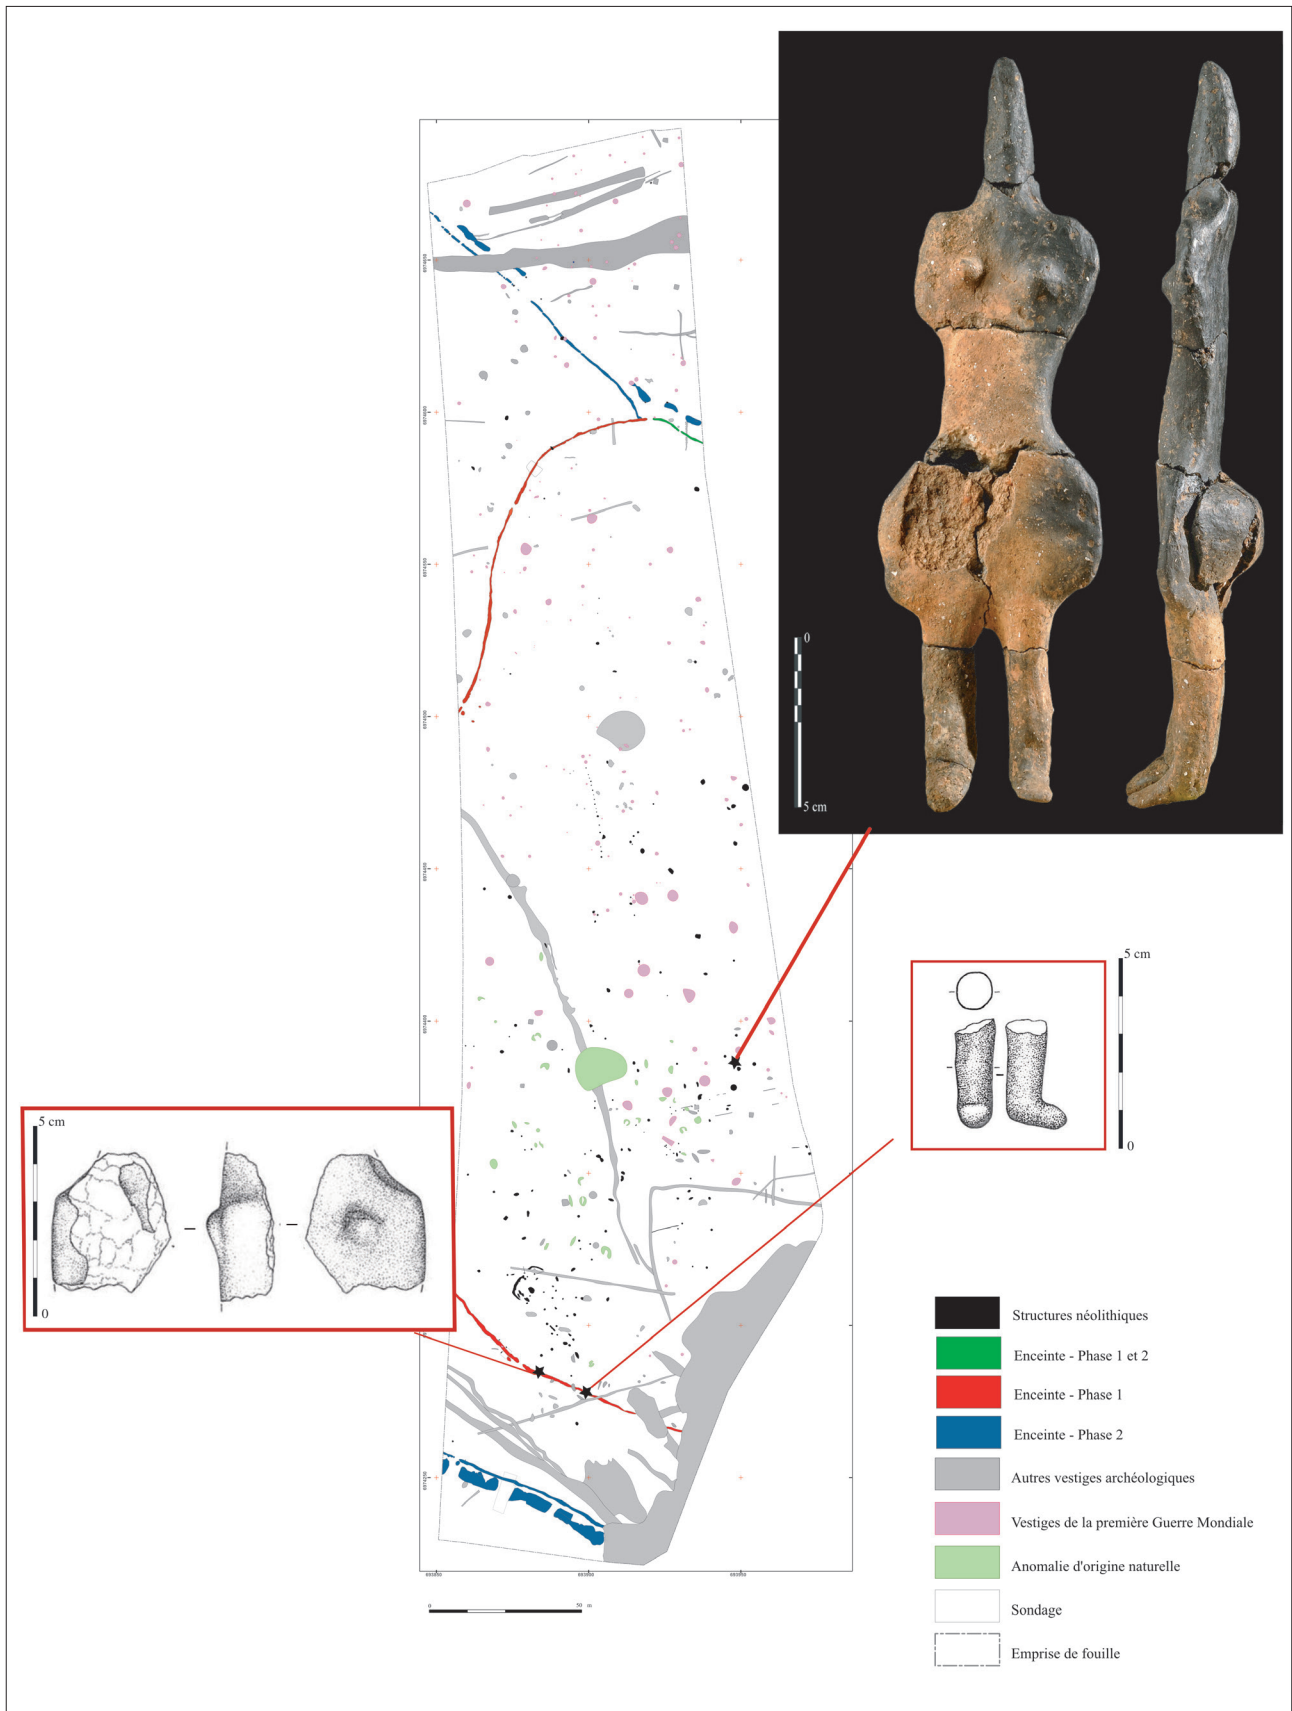 0
5 cm
5 cm
0
5 cm
0
Structures néolithiques
Enceinte - Phase 1 et 2
Enceinte - Phase 1
Enceinte - Phase 2
Autres vestiges archéologiques
Vestiges de la première Guerre Mondiale
Anomalie d'origine naturelle
Sondage
Emprise de fouille
0 50 m